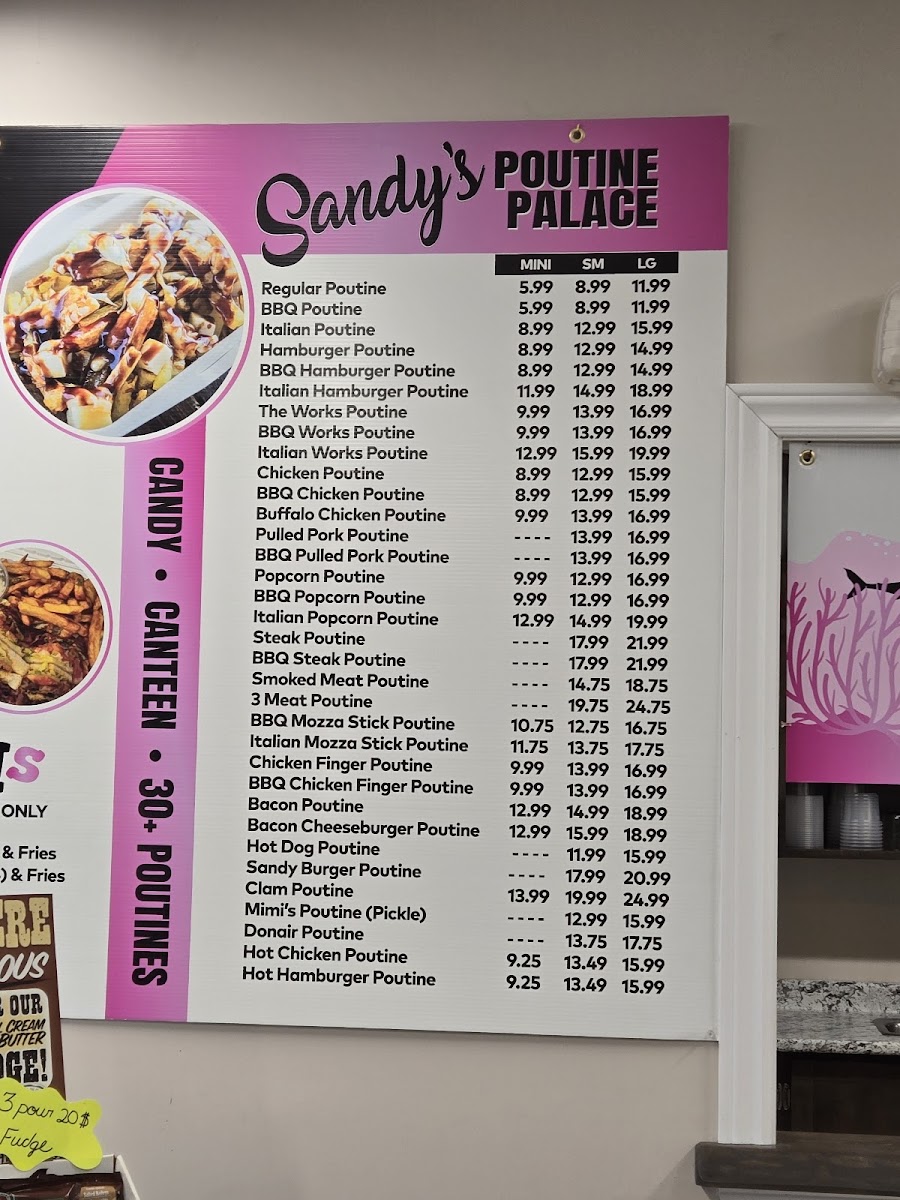 Sandy's POUTINE
PALACE
MINI SM LG
Regular Poutine 5.99 8.99 11.99
BBQ Poutine 5.99 8.99 11.99
Italian Poutine 8.99 12.99 15.99
Hamburger Poutine 8.99 12.99 14.99
BBQ Hamburger Poutine 8.99 12.99 14.99
Italian Hamburger Poutine 11.99 14.99 18.99
The Works Poutine 9.99 13.99 16.99
BBQ Works Poutine 9.99 13.99 16.99
Italian Works Poutine 12.99 15.99 19.99
Chicken Poutine 8.99 12.99 15.99
BBQ Chicken Poutine 8.99 12.99 15.99
Buffalo Chicken Poutine 9.99 13.99 16.99
Pulled Pork Poutine ---- 13.99 16.99
BBQ Pulled Pork Poutine ---- 13.99 16.99
Popcorn Poutine 9.99 12.99 16.99
BBQ Popcorn Poutine 9.99 12.99 16.99
Italian Popcorn Poutine 12.99 14.99 19.99
Steak Poutine ---- 17.99 21.99
BBQ Steak Poutine ---- 17.99 21.99
Smoked Meat Poutine ---- 14.75 18.75
3 Meat Poutine ---- 19.75 24.75
BBQ Mozza Stick Poutine 10.75 12.75 16.75
Italian Mozza Stick Poutine 11.75 13.75 17.75
Chicken Finger Poutine 9.99 13.99 16.99
BBQ Chicken Finger Poutine 9.99 13.99 16.99
Bacon Poutine 12.99 14.99 18.99
Bacon Cheeseburger Poutine 12.99 15.99 18.99
Hot Dog Poutine ---- 11.99 15.99
Sandy Burger Poutine ---- 17.99 20.99
Clam Poutine 13.99 19.99 24.99
Mimi's Poutine (Pickle) ---- 12.99 15.99
Donair Poutine ---- 13.75 17.75
Hot Chicken Poutine 9.25 13.49 15.99
Hot Hamburger Poutine 9.25 13.49 15.99
CANDY • CANTEEN • 30+ POUTINES
ONLY
& Fries
) & Fries
OUR
CREAM
BUTTER
3 pour 20$
Fudge